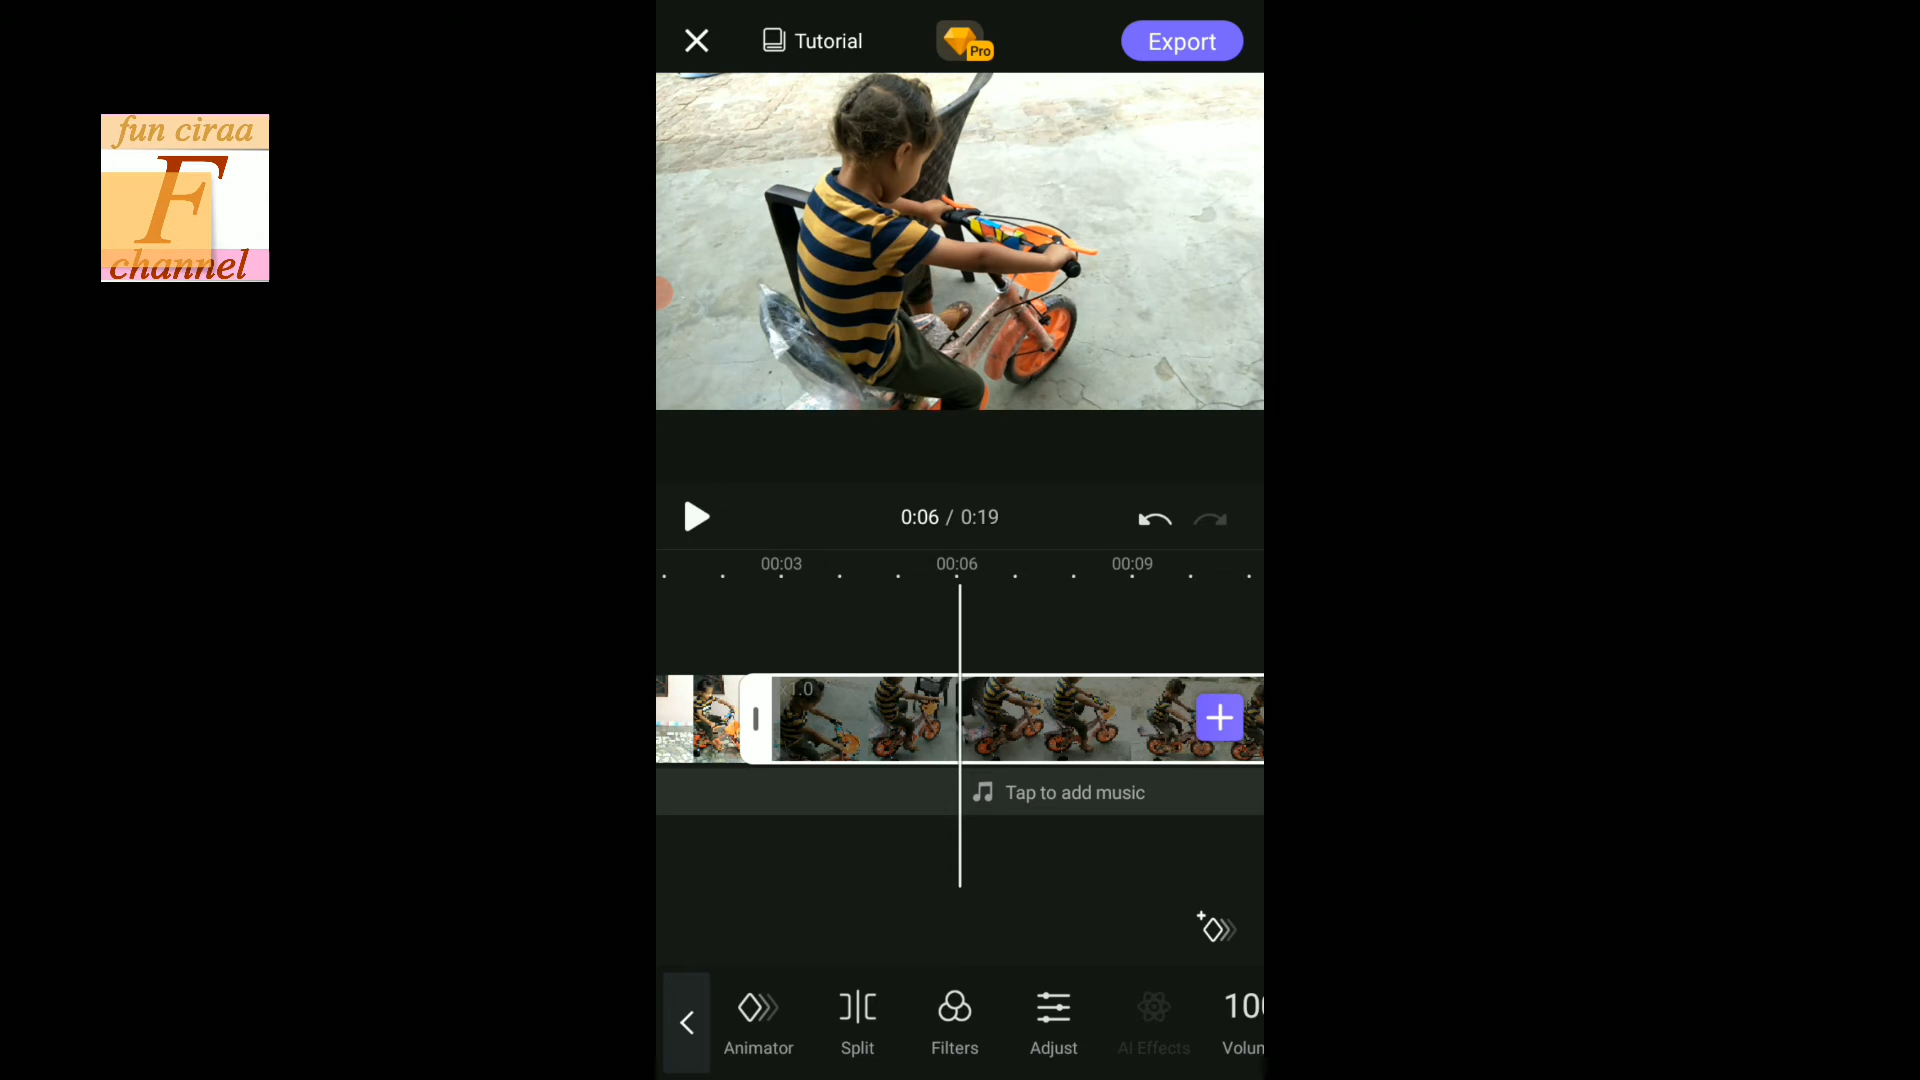 Tutorial
Pro
Export
fun ciraa
F
channel
0:06 / 0:19
00:03
00:06
00:09
x1.0
Tap to add music
Animator
Split
Filters
Adjust
AI Effects